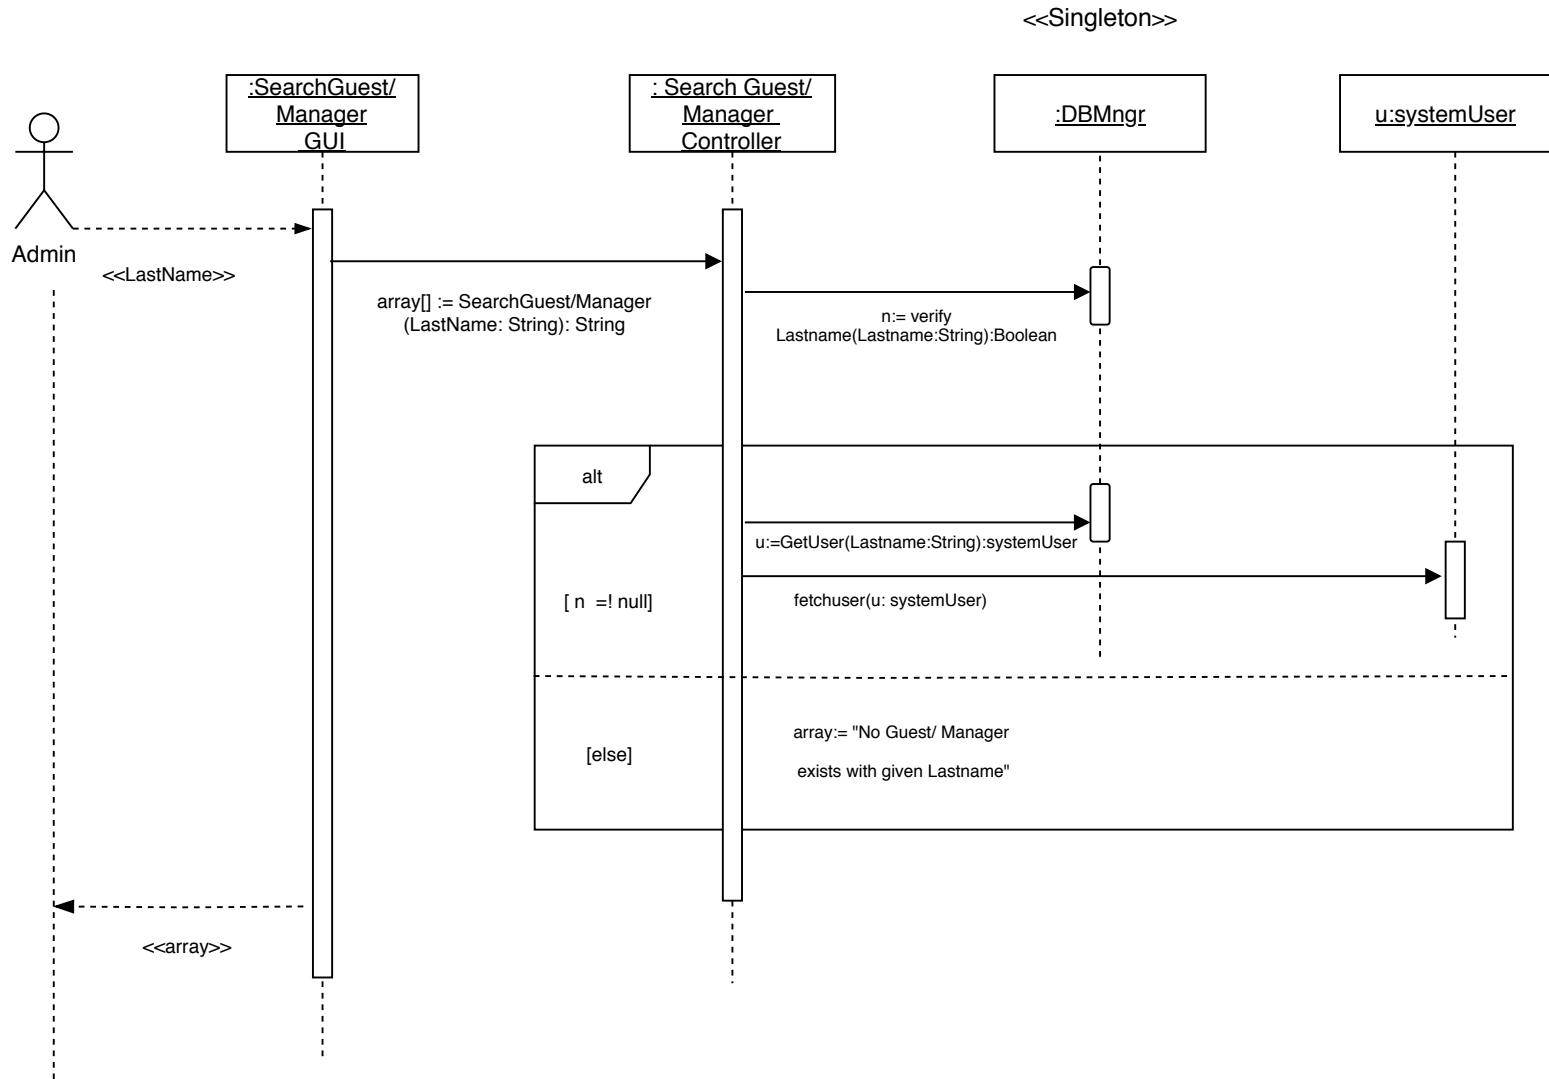 <<Singleton>>
:SearchGuest/
Manager
GUI
: Search Guest/
Manager
Controller
:DBMngr
u:systemUser
Admin
<<LastName>>
array[] := SearchGuest/Manager
(LastName: String): String
n:= verify
Lastname(Lastname:String):Boolean
alt
u:=GetUser(Lastname:String):systemUser
[ n  =! null]
fetchuser(u: systemUser)
[else]
array:= "No Guest/ Manager
exists with given Lastname"
<<array>>